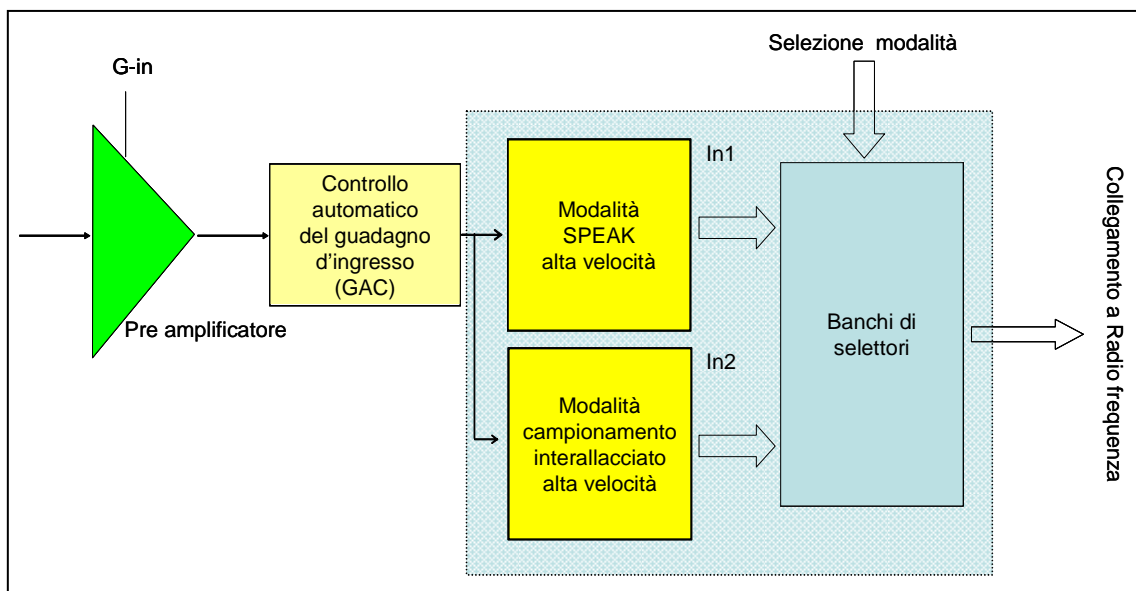 Selezione modalità
G-in
In1
Controllo
automatico
del guadagno
d'ingresso
(GAC)
Modalità
SPEAK
alta velocità
Pre amplificatore
In2
Modalità
campionamento
interallacciato
alta velocità
Banchi di
selettori
Collegamento a Radio frequenza